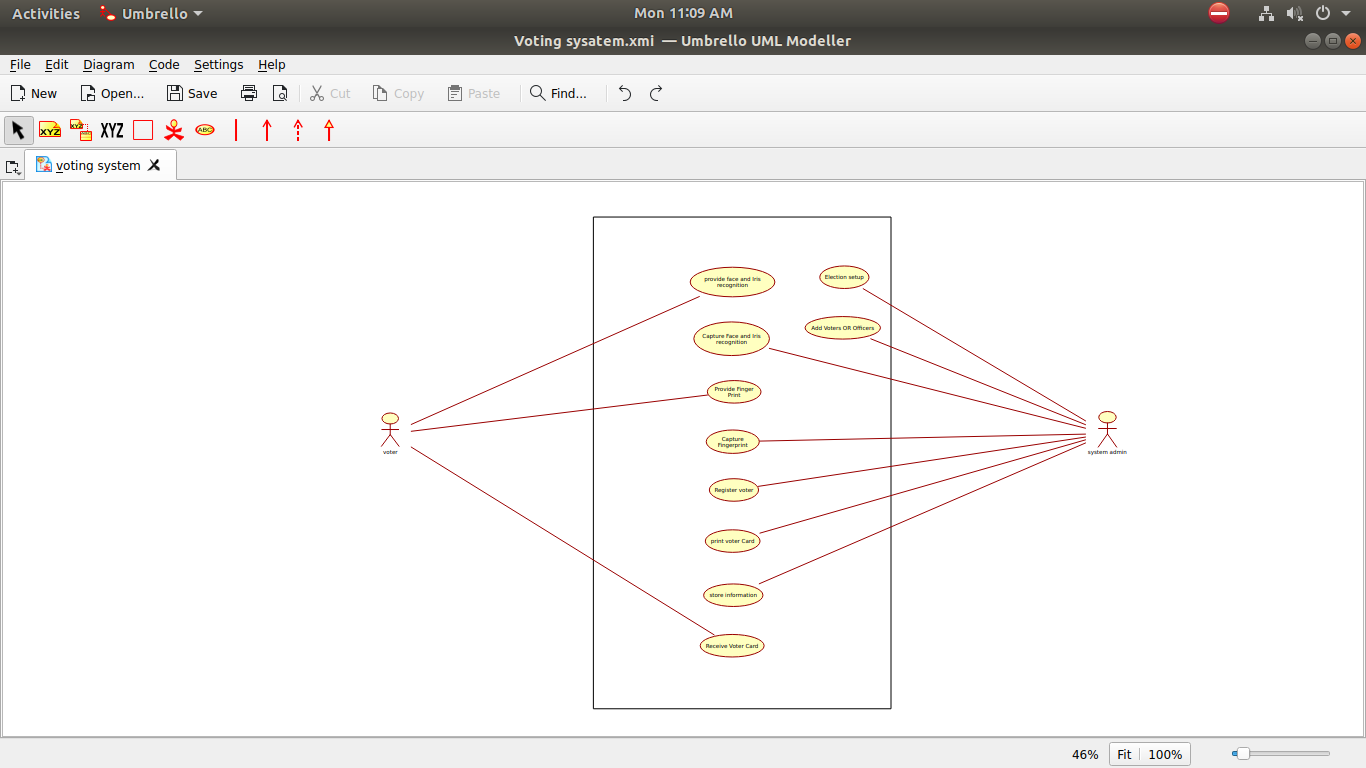 Activities Umbrello Mon 11:09 AM
Voting sysatem.xmi — Umbrello UML Modeller
File Edit Diagram Code Settings Help
New Open... Save Cut Copy Paste Find...
XYZ XYZ XYZ ABC
voting system
provide face and Iris
recognition
Election setup
Capture Face and Iris
recognition
Add Voters OR Officers
Provide Finger
Print
voter
system admin
Capture
Fingerprint
Register voter
print voter Card
store information
Receive Voter Card
46% Fit 100%